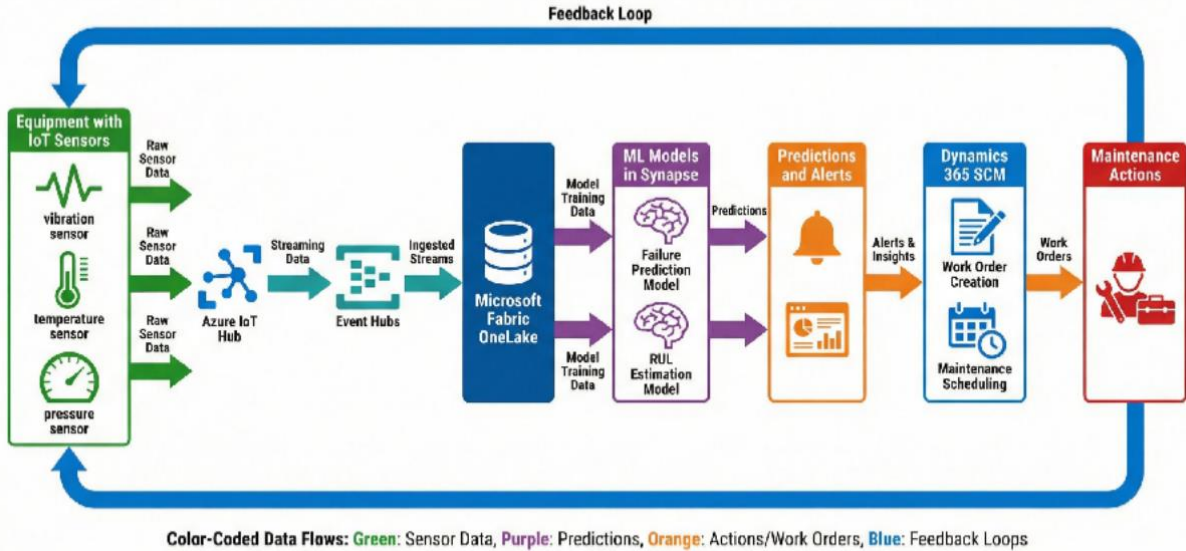 Feedback Loop
Equipment with
IoT Sensors
vibration
sensor
temperature
sensor
pressure
sensor
Raw
Sensor
Data
Raw
Sensor
Data
Raw
Sensor
Data
Azure IoT
Hub
Streaming
Data
Event Hubs
Ingested
Streams
Microsoft
Fabric
OneLake
Model
Training
Data
Model
Training
Data
ML Models
in Synapse
Failure
Prediction
Model
RUL
Estimation
Model
Predictions
Predictions
and Alerts
Alerts &
Insights
Dynamics
365 SCM
Work Order
Creation
Maintenance
Scheduling
Work
Orders
Maintenance
Actions
Color-Coded Data Flows: Green: Sensor Data, Purple: Predictions, Orange: Actions/Work Orders, Blue: Feedback Loops